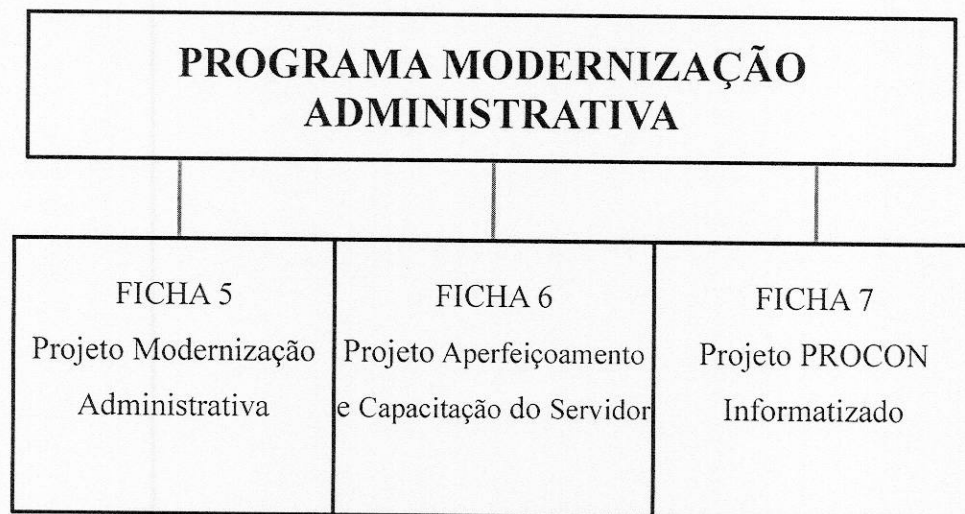 PROGRAMA MODERNIZAÇÃO
ADMINISTRATIVA
FICHA 5
Projeto Modernização
Administrativa
FICHA 6
Projeto Aperfeiçoamento
e Capacitação do Servidor
FICHA 7
Projeto PROCON
Informatizado